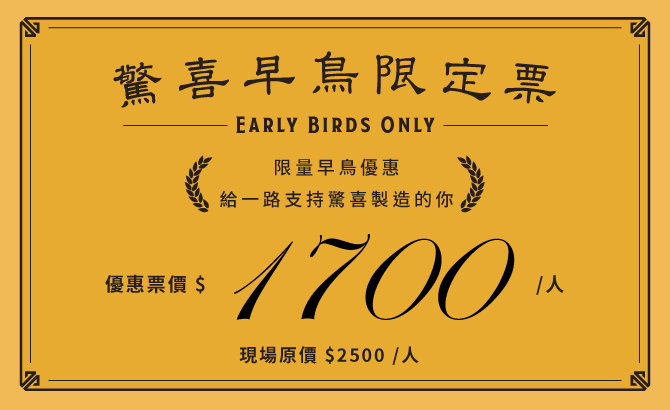 驚喜早鳥限定票
EARLY BIRDS ONLY
限量早鳥優惠
給一路支持驚喜製造的你
優惠票價 $ 1700 /人
現場原價 $2500 /人